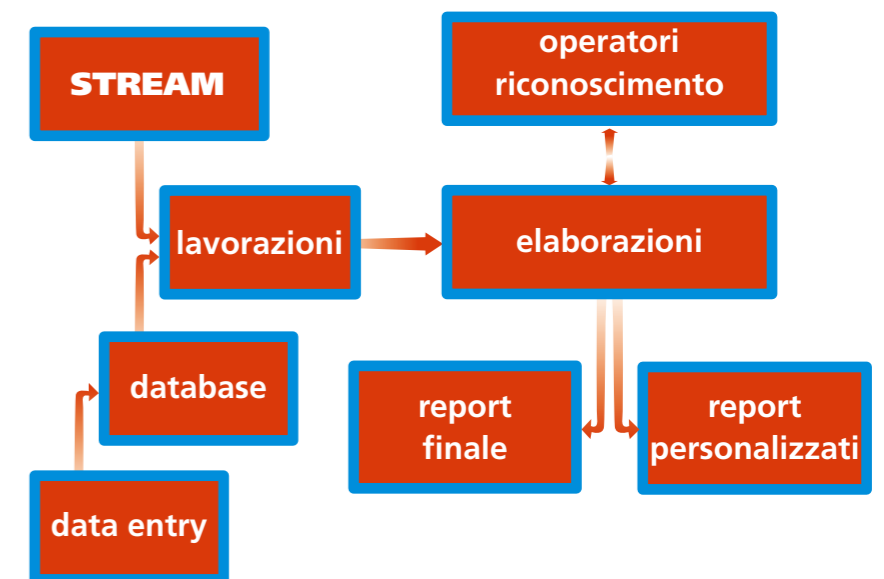 STREAM
operatori
riconoscimento
lavorazioni
elaborazioni
database
report
finale
report
personalizzati
data entry